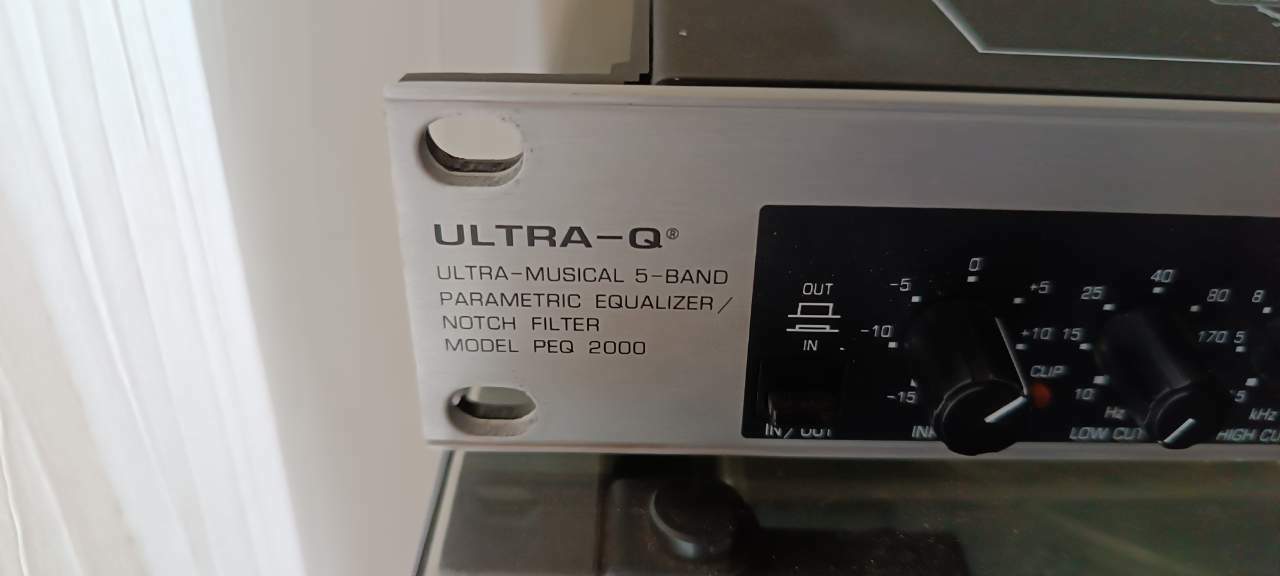 ULTRA-Q®
ULTRA-MUSICAL 5-BAND
PARAMETRIC EQUALIZER/
NOTCH FILTER
MODEL PEQ 2000
OUT
IN
IN/OUT
0
-5 +5
-10 +10
-15
CLIP
40
25 80
15 170
10
Hz
LOW CUT
8
5
kHz
HIGH